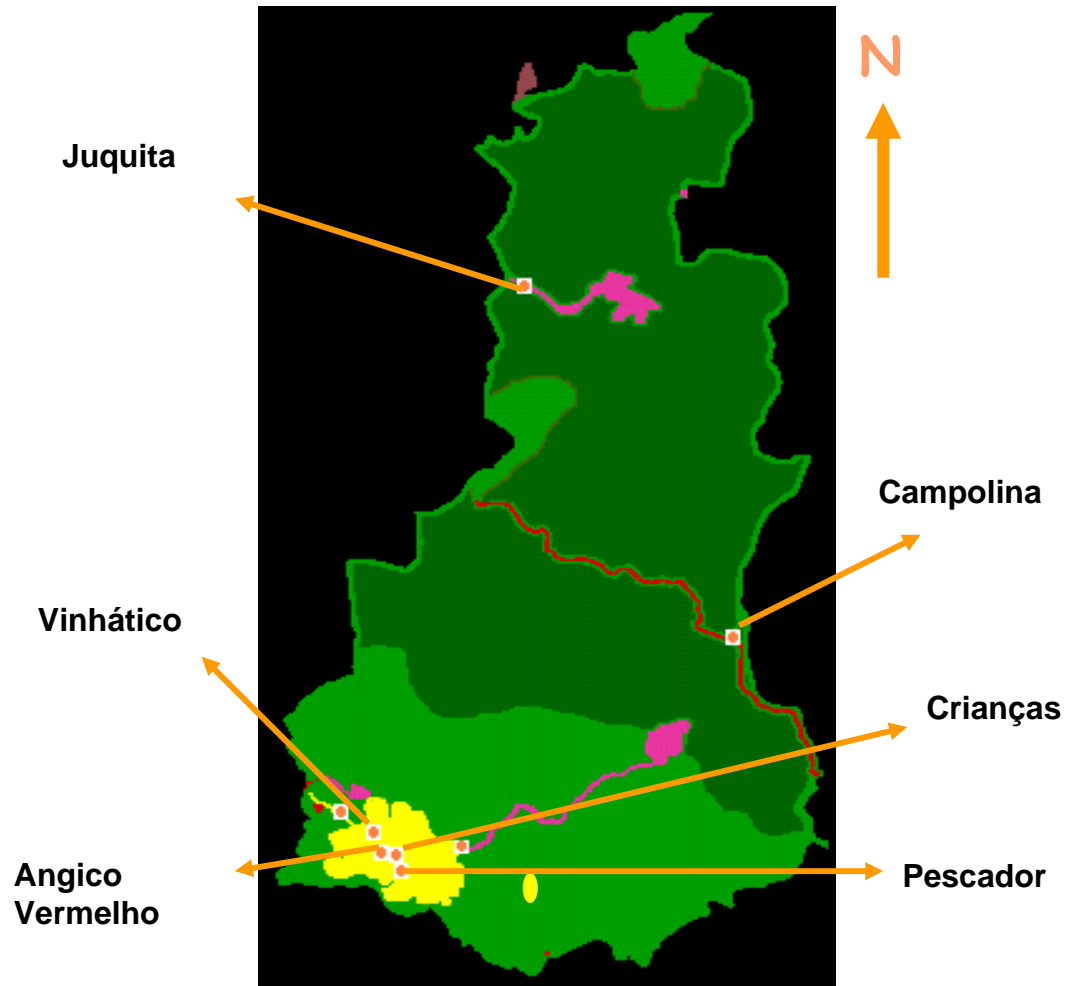 N
Juquita
Campolina
Vinhático
Crianças
Angico
Vermelho
Pescador